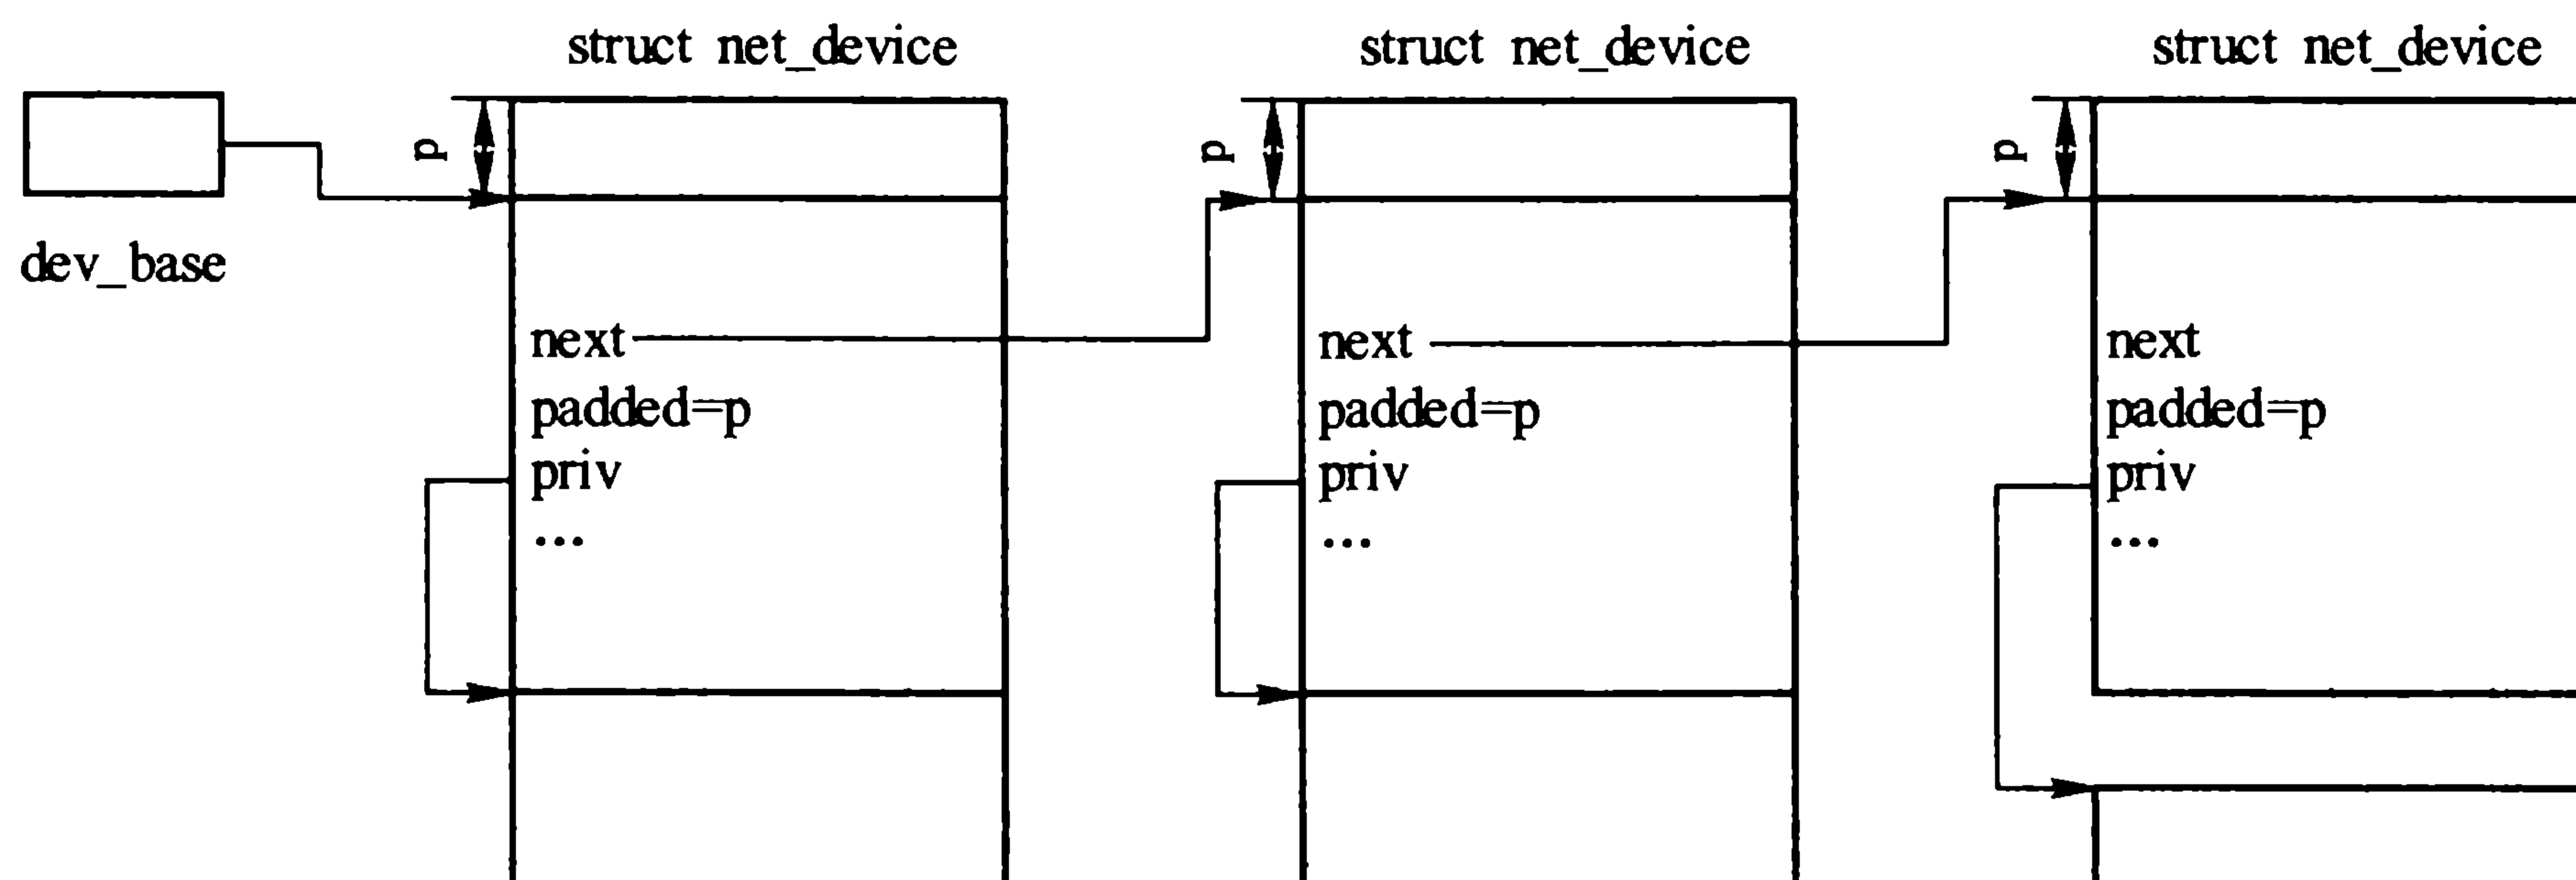 struct net_device struct net_device struct net_device
p p p
dev_base
next next next
padded=p padded=p padded=p
priv priv priv
... ... ...